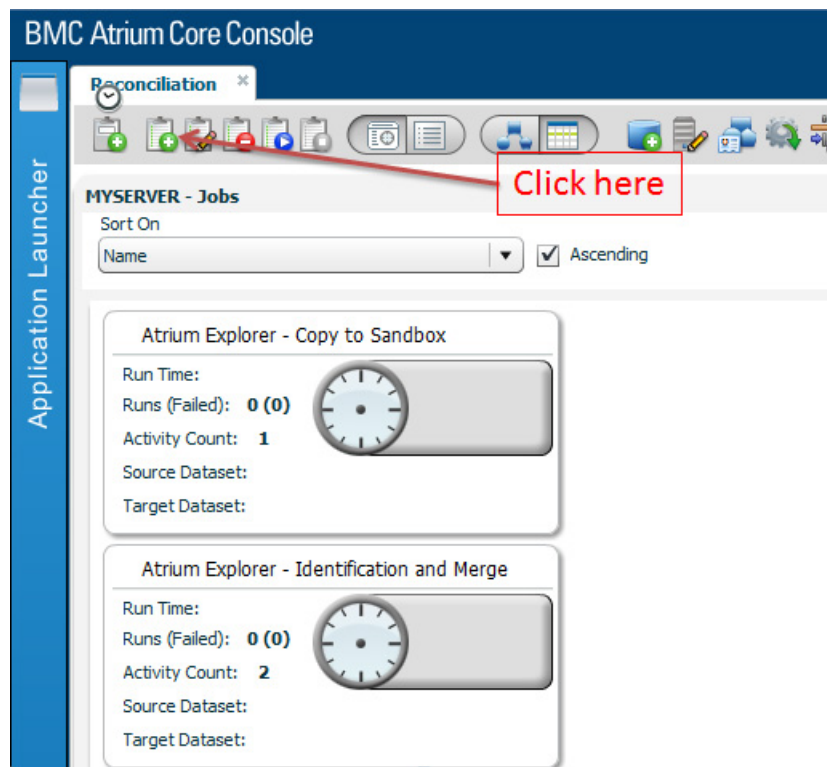 BMC Atrium Core Console
Reconciliation
Click here
Application Launcher
MYSERVER - Jobs
Sort On
Name
Ascending
Atrium Explorer - Copy to Sandbox
Run Time:
Runs (Failed): 0 (0)
Activity Count: 1
Source Dataset:
Target Dataset:
Atrium Explorer - Identification and Merge
Run Time:
Runs (Failed): 0 (0)
Activity Count: 2
Source Dataset:
Target Dataset: